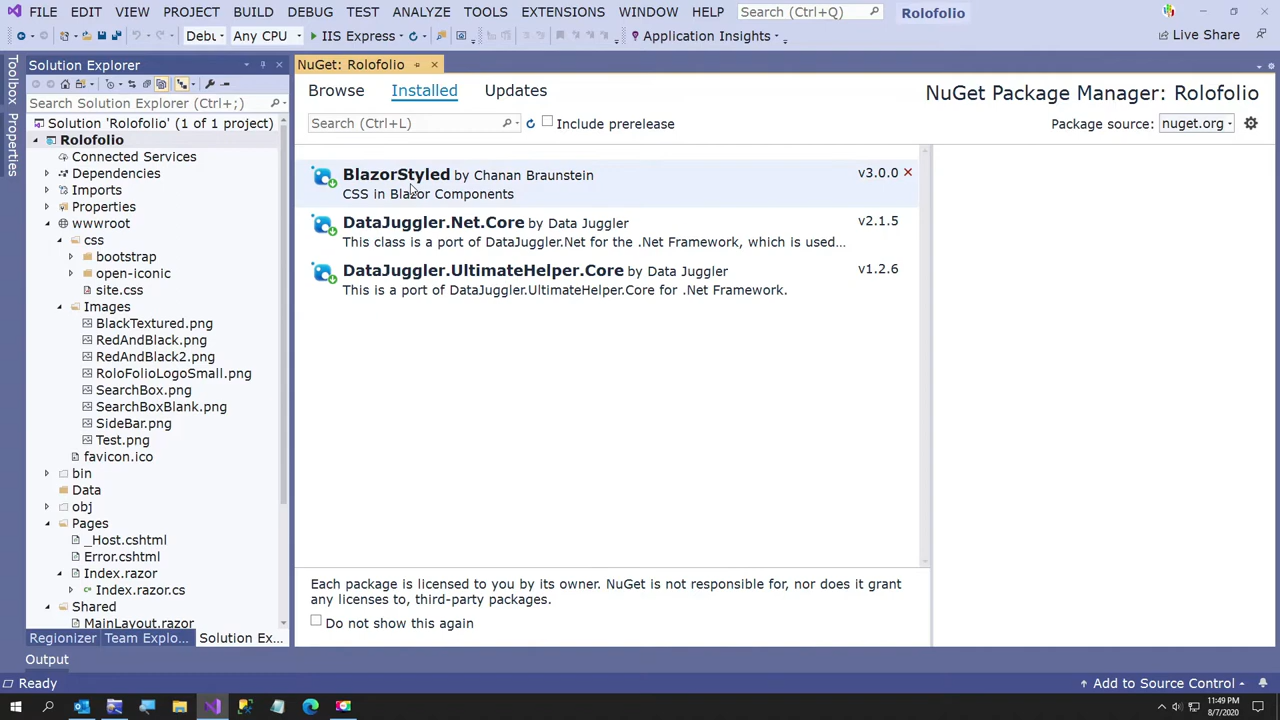 FILE EDIT VIEW PROJECT BUILD DEBUG TEST ANALYZE TOOLS EXTENSIONS WINDOW HELP Search (Ctrl+Q) Rolofolio
Debu Any CPU IIS Express Application Insights Live Share
Toolbox
Properties
Solution Explorer
Search Solution Explorer (Ctrl+;)
Solution 'Rolofolio' (1 of 1 project)
Rolofolio
Connected Services
Dependencies
Imports
Properties
wwwroot
css
bootstrap
open-iconic
site.css
Images
BlackTextured.png
RedAndBlack.png
RedAndBlack2.png
RoloFolioLogoSmall.png
SearchBox.png
SearchBoxBlank.png
SideBar.png
Test.png
favicon.ico
bin
Data
obj
Pages
_Host.cshtml
Error.cshtml
Index.razor
Index.razor.cs
Shared
MainLayout.razor
Regionizer Team Explo... Solution Ex...
NuGet: Rolofolio
Browse Installed Updates
NuGet Package Manager: Rolofolio
Search (Ctrl+L) Include prerelease
Package source: nuget.org
BlazorStyled by Chanan Braunstein v3.0.0
CSS in Blazor Components
DataJuggler.Net.Core by Data Juggler v2.1.5
This class is a port of DataJuggler.Net for the .Net Framework, which is used...
DataJuggler.UltimateHelper.Core by Data Juggler v1.2.6
This is a port of DataJuggler.UltimateHelper.Core for .Net Framework.
Each package is licensed to you by its owner. NuGet is not responsible for, nor does it grant
any licenses to, third-party packages.
Do not show this again
Output
Ready Add to Source Control
11:49 PM
8/7/2020